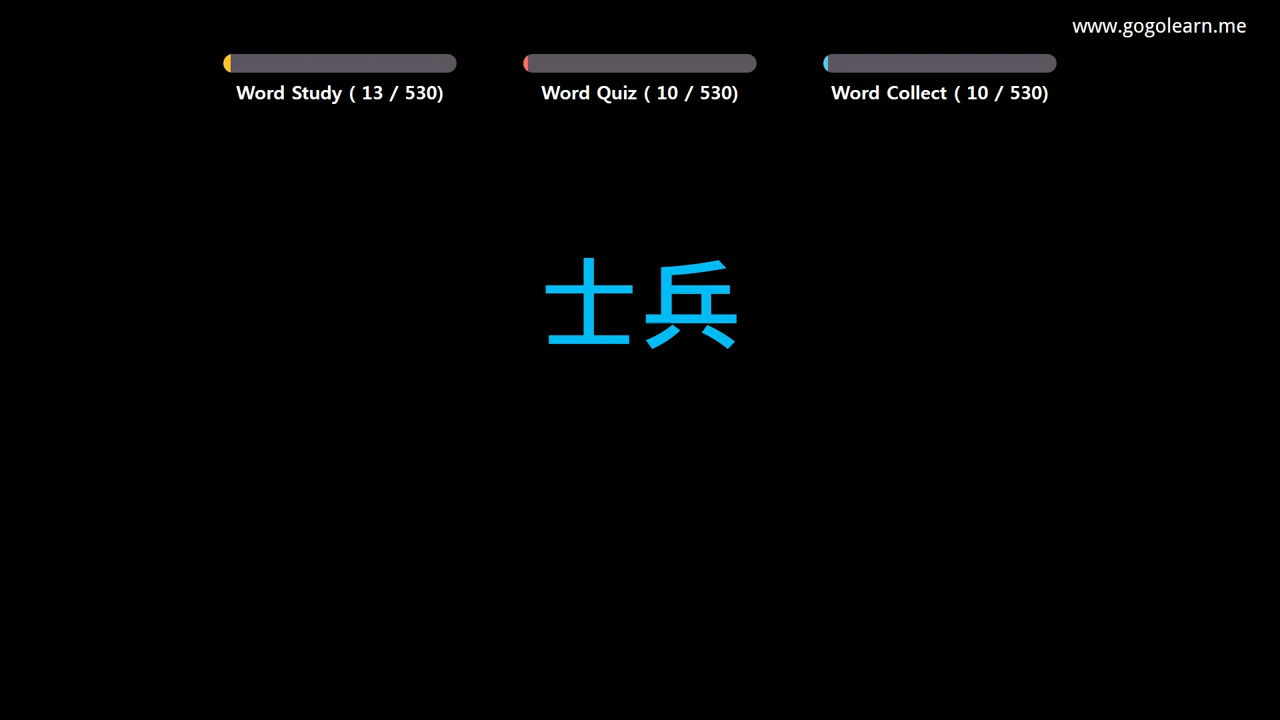 www.gogolearn.me
Word Study ( 13 / 530)
Word Quiz ( 10 / 530)
Word Collect ( 10 / 530)
士兵